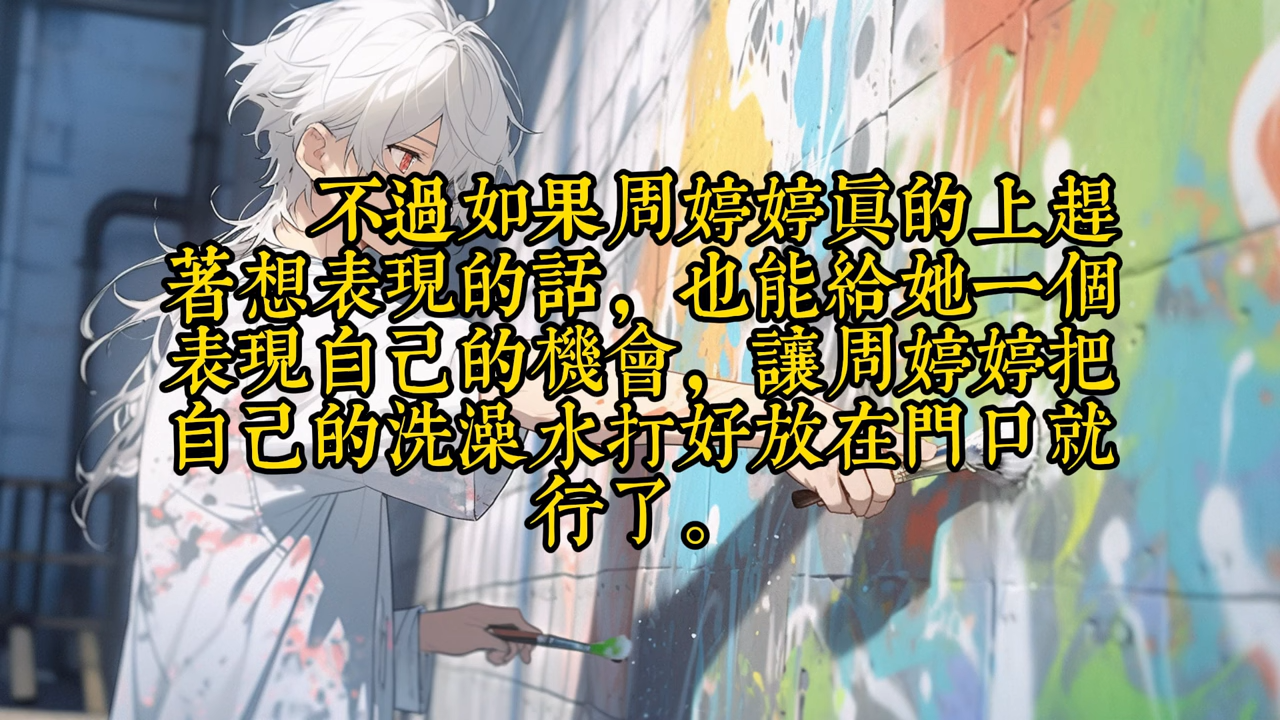 不過如果周婷婷眞的上趕
著想表現的話，也能給她一個
表現自己的機會，讓周婷婷把
自己的洗澡水打好放在門口就
行了。